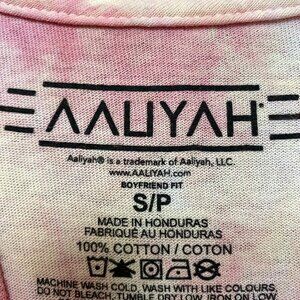 AALIYAH®
Aaliyah® is a trademark of Aaliyah, LLC.
www.AALIYAH.com
BOYFRIEND FIT
S/P
MADE IN HONDURAS
FABRIQUÉ AU HONDURAS
100% COTTON / COTON
MACHINE WASH COLD, WASH WITH LIKE COLOURS,
DO NOT BLEACH, TUMBLE DRY LOW, IRON ON LOW